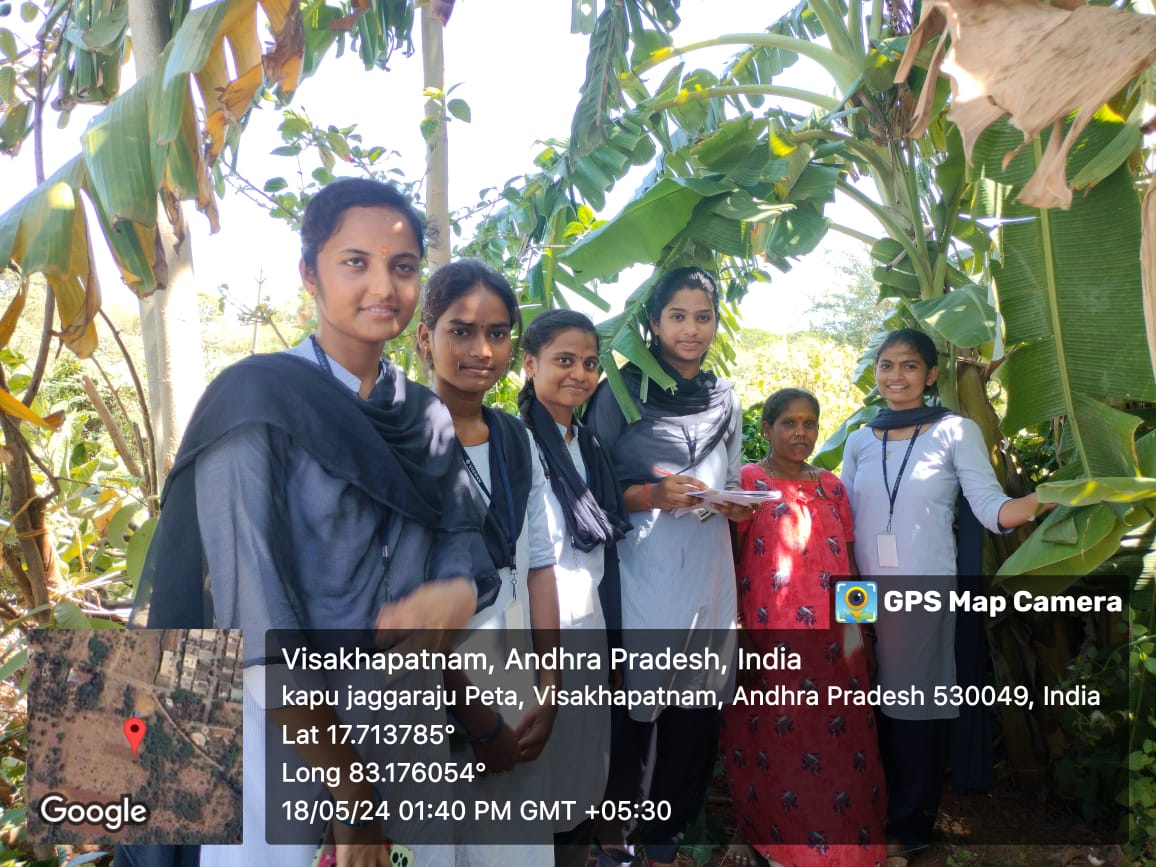 GPS Map Camera
Visakhapatnam, Andhra Pradesh, India
kapu jaggaraju Peta, Visakhapatnam, Andhra Pradesh 530049, India
Lat 17.713785°
Long 83.176054°
18/05/24 01:40 PM GMT +05:30
Google